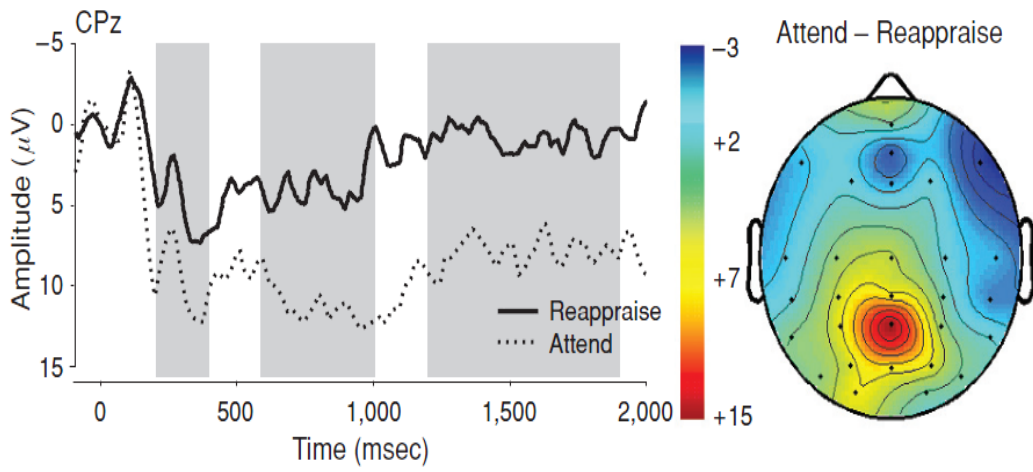 CPz
Attend – Reappraise
−5
0
5
10
15
Amplitude (μV)
0
500
1,000
1,500
2,000
Time (msec)
Reappraise
Attend
−3
+2
+7
+15